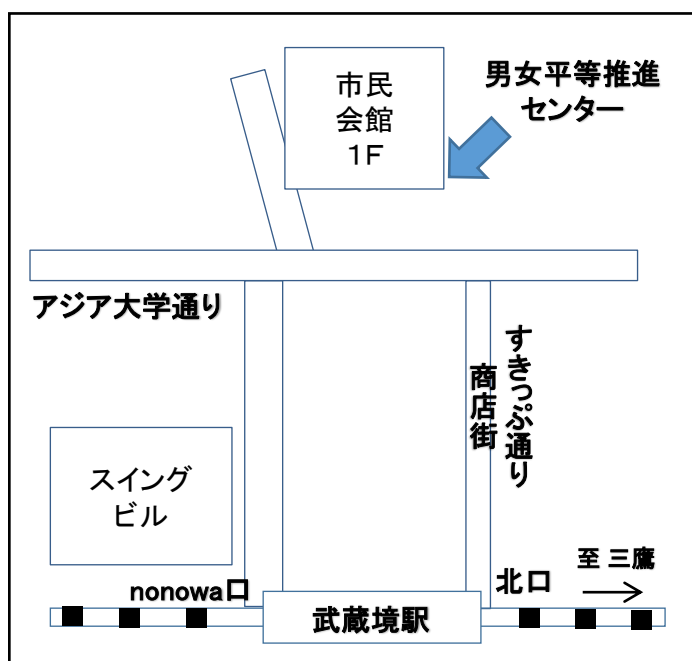 市民
会館
1F
男女平等推進
センター
アジア大学通り
すきっぷ通り
商店街
スイング
ビル
nonowa口
武蔵境駅
北口
至 三鷹